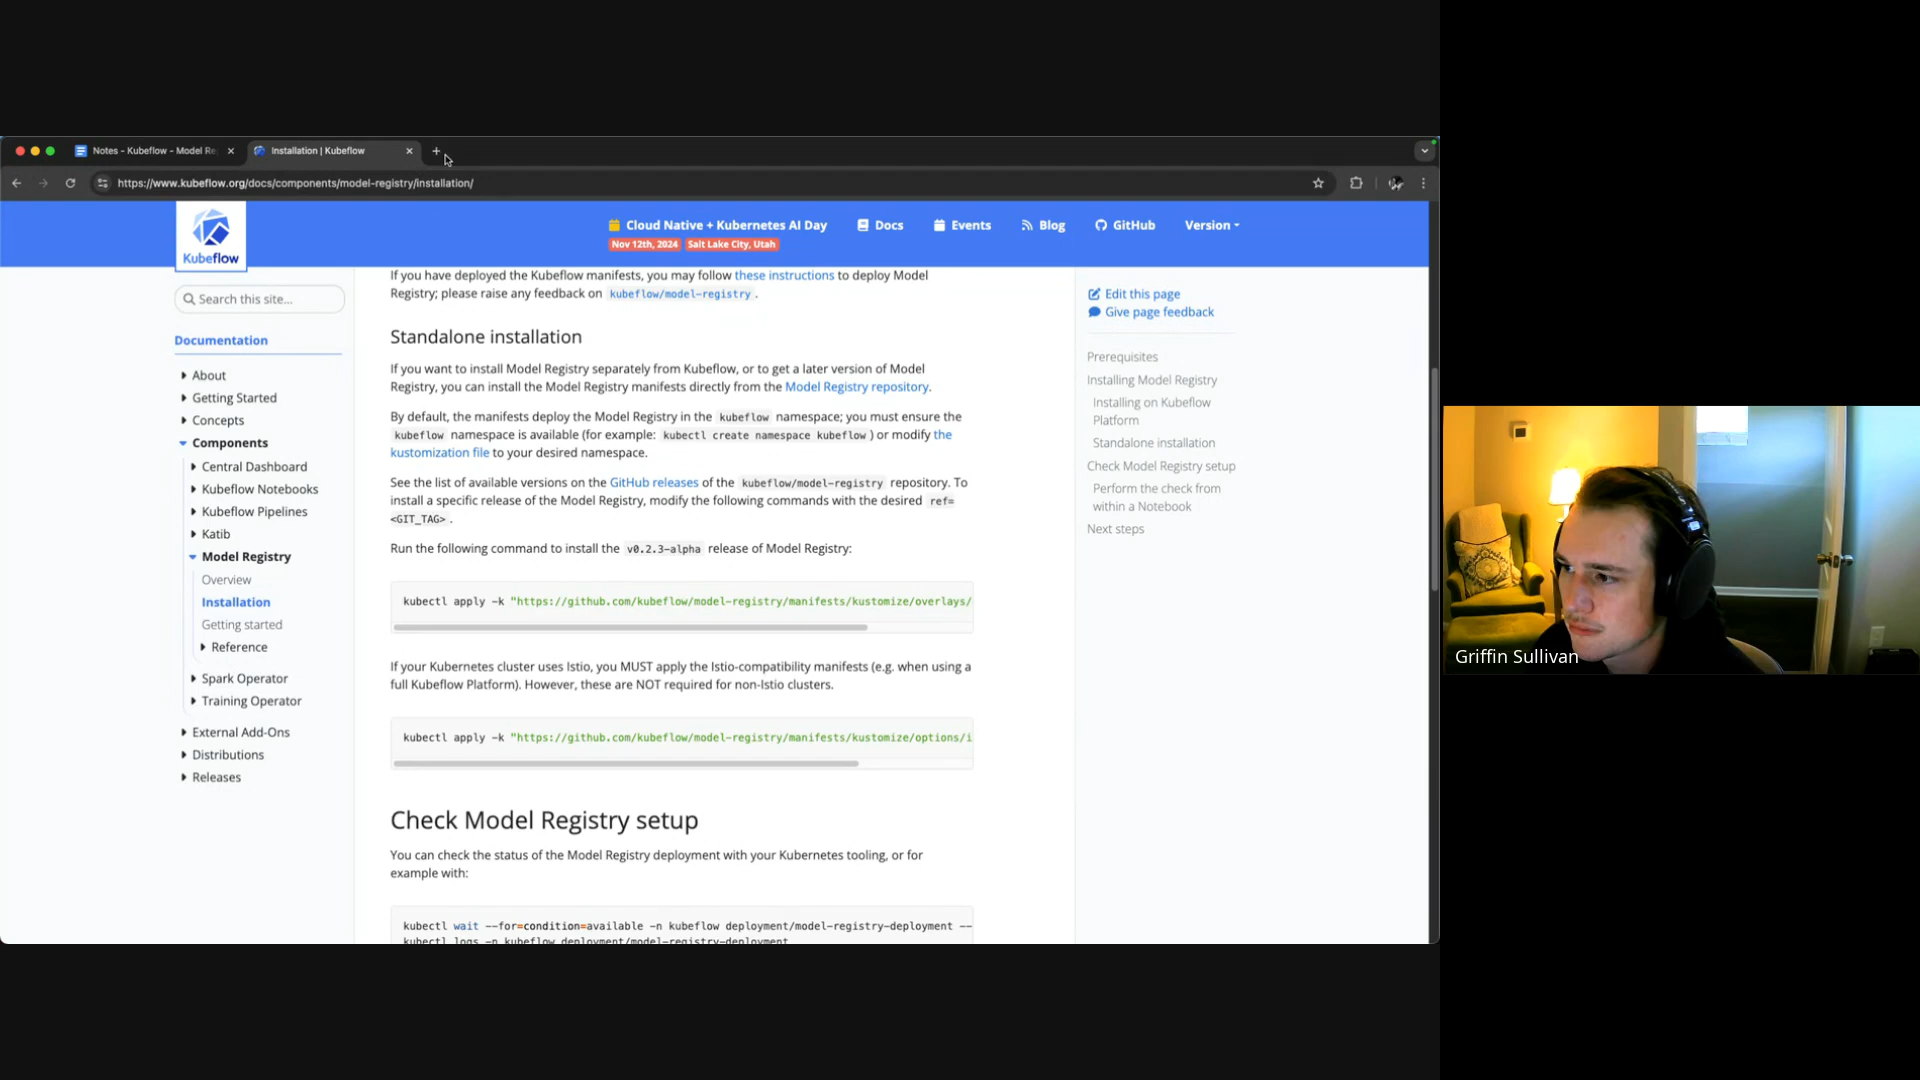 Notes - Kubeflow - Model Re
Installation | Kubeflow
https://www.kubeflow.org/docs/components/model-registry/installation/
Kubeflow
Cloud Native + Kubernetes AI Day
Nov 12th, 2024 Salt Lake City, Utah
Docs
Events
Blog
GitHub
Version
Search this site...
Documentation
About
Getting Started
Concepts
Components
Central Dashboard
Kubeflow Notebooks
Kubeflow Pipelines
Katib
Model Registry
Overview
Installation
Getting started
Reference
Spark Operator
Training Operator
External Add-Ons
Distributions
Releases
If you have deployed the Kubeflow manifests, you may follow these instructions to deploy Model
Registry; please raise any feedback on kubeflow/model-registry .
Standalone installation
If you want to install Model Registry separately from Kubeflow, or to get a later version of Model
Registry, you can install the Model Registry manifests directly from the Model Registry repository.
By default, the manifests deploy the Model Registry in the kubeflow namespace; you must ensure the
kubeflow namespace is available (for example: kubectl create namespace kubeflow ) or modify the
kustomization file to your desired namespace.
See the list of available versions on the GitHub releases of the kubeflow/model-registry repository. To
install a specific release of the Model Registry, modify the following commands with the desired ref=
<GIT_TAG> .
Run the following command to install the v0.2.3-alpha release of Model Registry:
kubectl apply -k "https://github.com/kubeflow/model-registry/manifests/kustomize/overlays/
If your Kubernetes cluster uses Istio, you MUST apply the Istio-compatibility manifests (e.g. when using a
full Kubeflow Platform). However, these are NOT required for non-Istio clusters.
kubectl apply -k "https://github.com/kubeflow/model-registry/manifests/kustomize/options/i
Check Model Registry setup
You can check the status of the Model Registry deployment with your Kubernetes tooling, or for
example with:
kubectl wait --for=condition=available -n kubeflow deployment/model-registry-deployment --
kubectl logs -n kubeflow deployment/model-registry-deployment
Edit this page
Give page feedback
Prerequisites
Installing Model Registry
Installing on Kubeflow
Platform
Standalone installation
Check Model Registry setup
Perform the check from
within a Notebook
Next steps
Griffin Sullivan